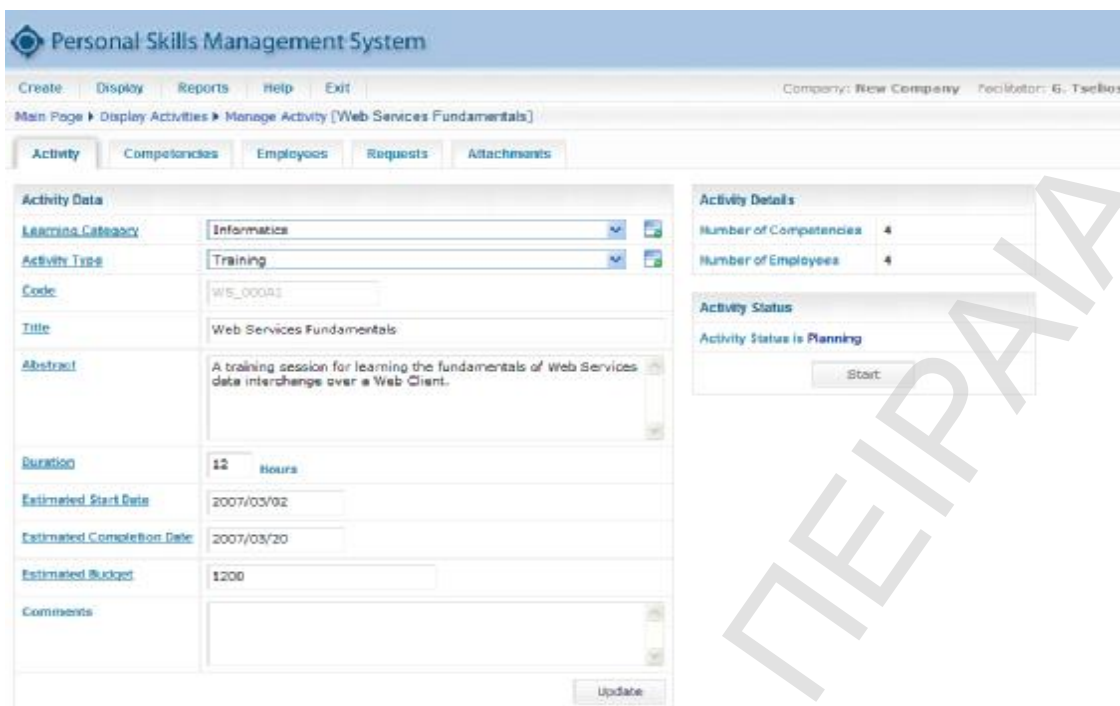 Personal Skills Management System
Create Display Reports Help Exit Company: New Company Facilitator: G. Tselios
Main Page Display Activities Manage Activity [Web Services Fundamentals]
Activity Competencies Employees Requests Attachments
Activity Data
Learning Category Informatics
Activity Type Training
Code WS_000A1
Title Web Services Fundamentals
Abstract A training session for learning the fundamentals of Web Services
data interchange over a Web Client.
Duration 12 Hours
Estimated Start Date 2007/03/02
Estimated Completion Date 2007/03/20
Estimated Budget 1200
Comments
Update
Activity Details
Number of Competencies 4
Number of Employees 4
Activity Status
Activity Status is Planning
Start
ΠΕΙΡΑΙΑ